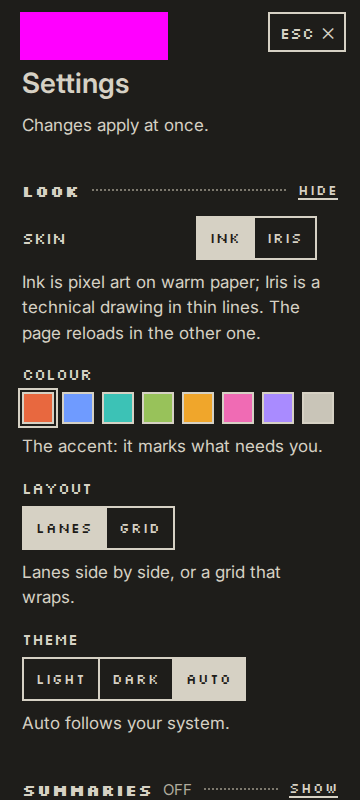 ESC ×
Settings
Changes apply at once.
LOOK HIDE
SKIN INK IRIS
Ink is pixel art on warm paper; Iris is a
technical drawing in thin lines. The
page reloads in the other one.
COLOUR
The accent: it marks what needs you.
LAYOUT
LANES GRID
Lanes side by side, or a grid that
wraps.
THEME
LIGHT DARK AUTO
Auto follows your system.
SUMMARIES OFF SHOW